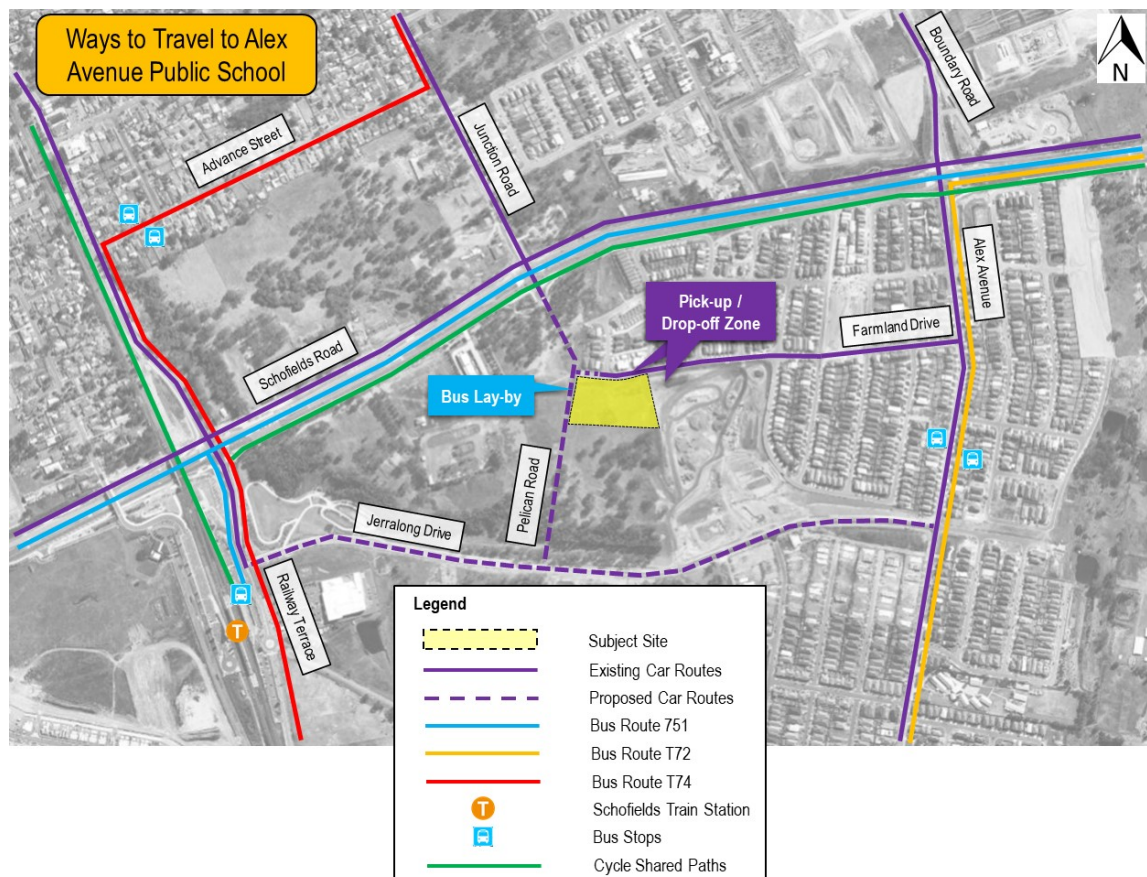 Ways to Travel to Alex
Avenue Public School
N
Boundary Road
Junction Road
Advance Street
Alex Avenue
Pick-up /
Drop-off Zone
Farmland Drive
Schofields Road
Bus Lay-by
Pelican Road
Jerralong Drive
Railway Terrace
T
Legend
Subject Site
Existing Car Routes
Proposed Car Routes
Bus Route 751
Bus Route T72
Bus Route T74
T
Schofields Train Station
Bus Stops
Cycle Shared Paths